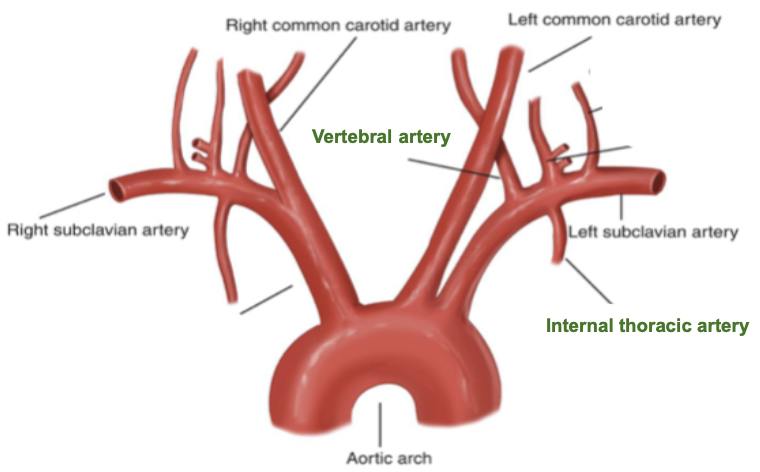 Left common carotid artery
Right common carotid artery
Vertebral artery
Right subclavian artery
Left subclavian artery
Internal thoracic artery
Aortic arch